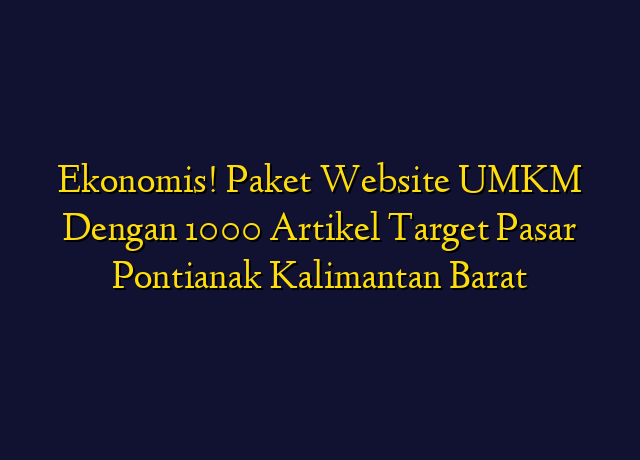 Ekonomis! Paket Website UMKM
Dengan 1000 Artikel Target Pasar
Pontianak Kalimantan Barat